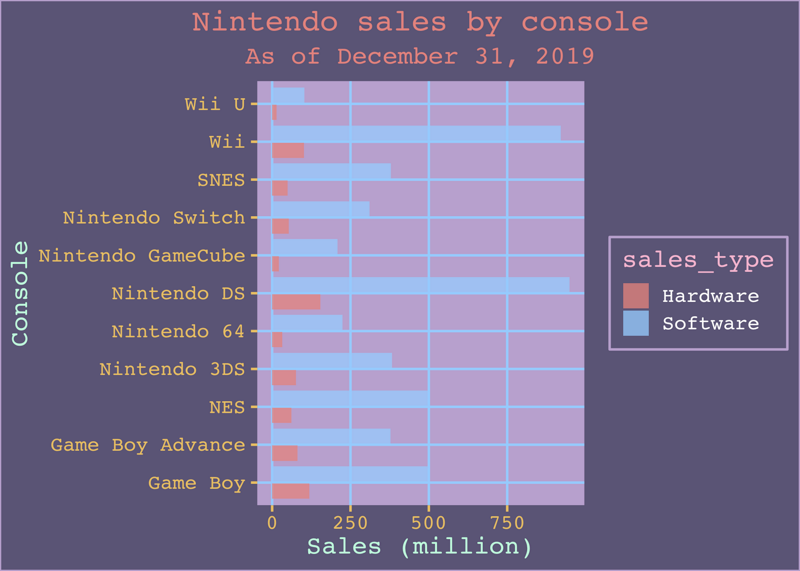 Nintendo sales by console
As of December 31, 2019
Wii U
Wii
SNES
Nintendo Switch
Nintendo GameCube
Nintendo DS
Nintendo 64
Nintendo 3DS
NES
Game Boy Advance
Game Boy
Console
0 250 500 750
Sales (million)
sales_type
Hardware
Software